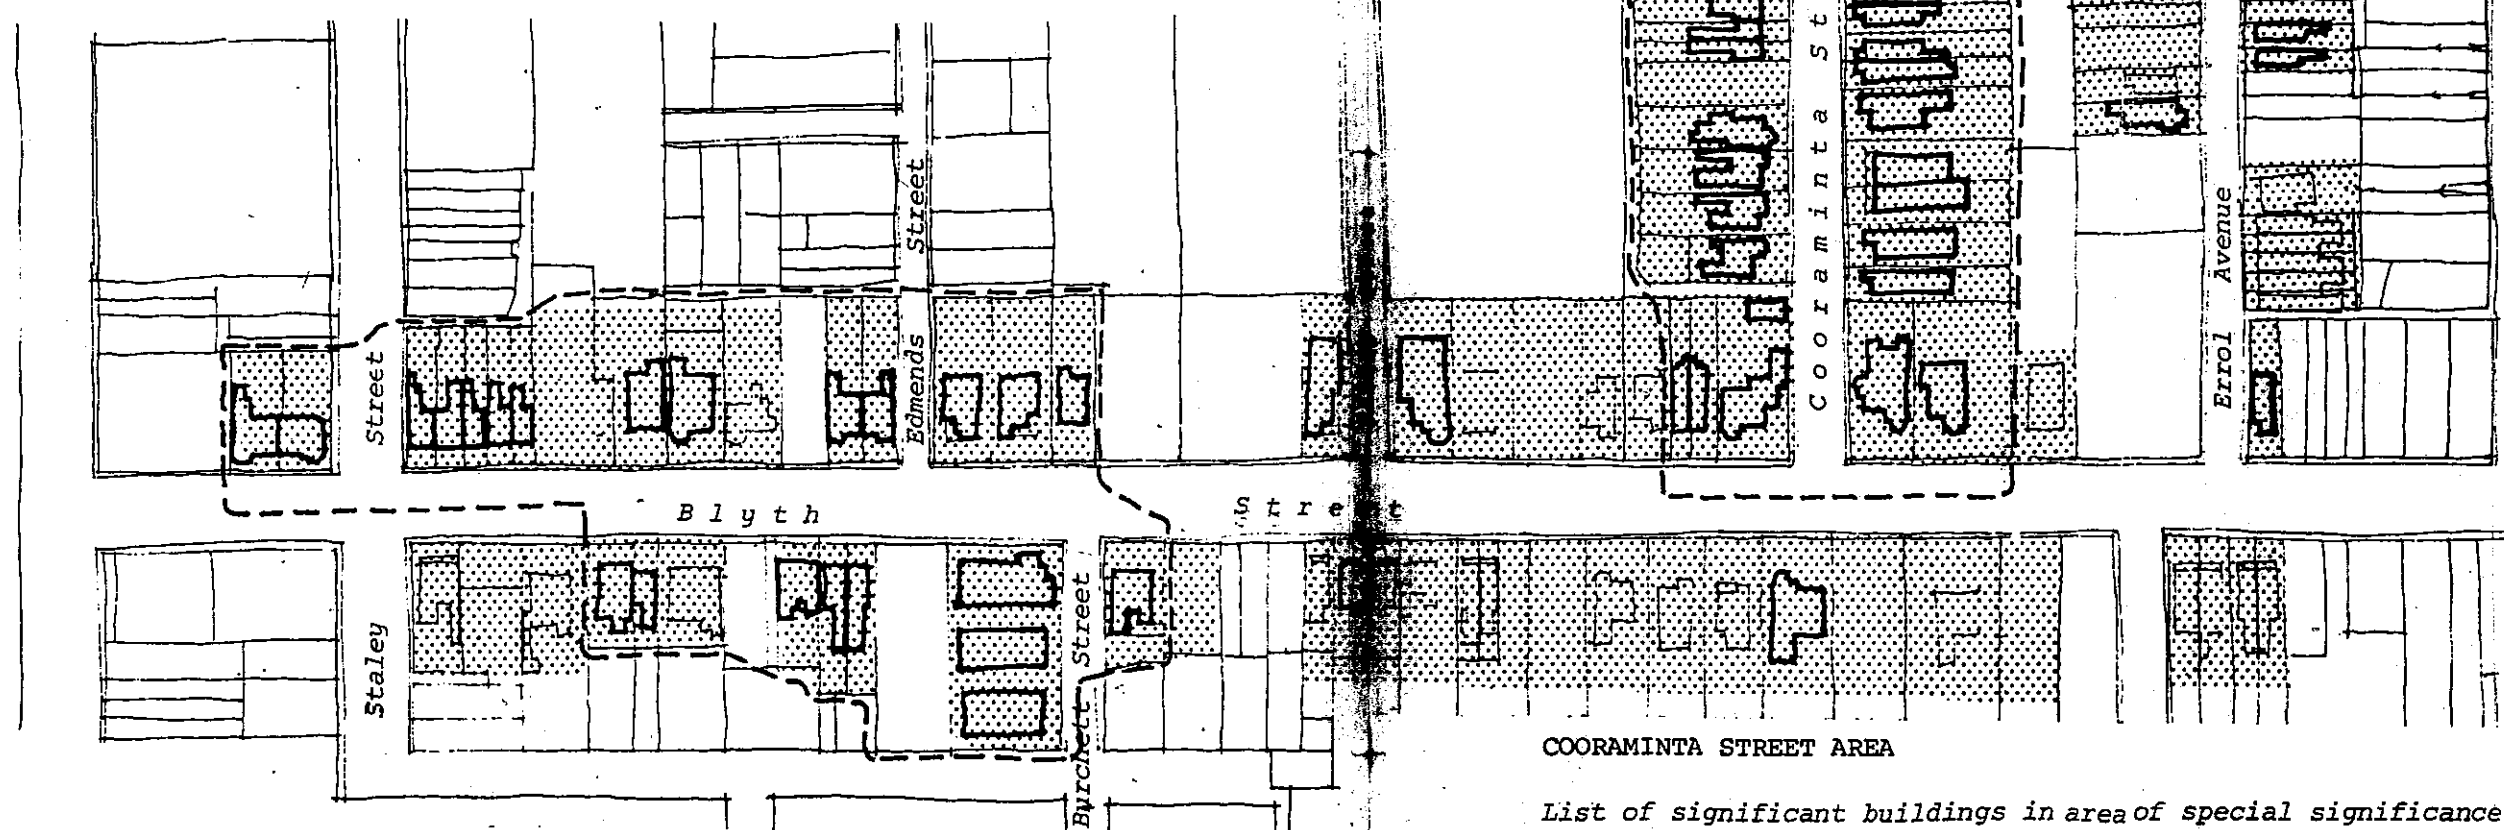 Cooraminta St
Street
Avenue
Street
Edmends
Errol
Blyth Street
Staley
Burchett Street
COORAMINTA STREET AREA
List of significant buildings in area of special significance